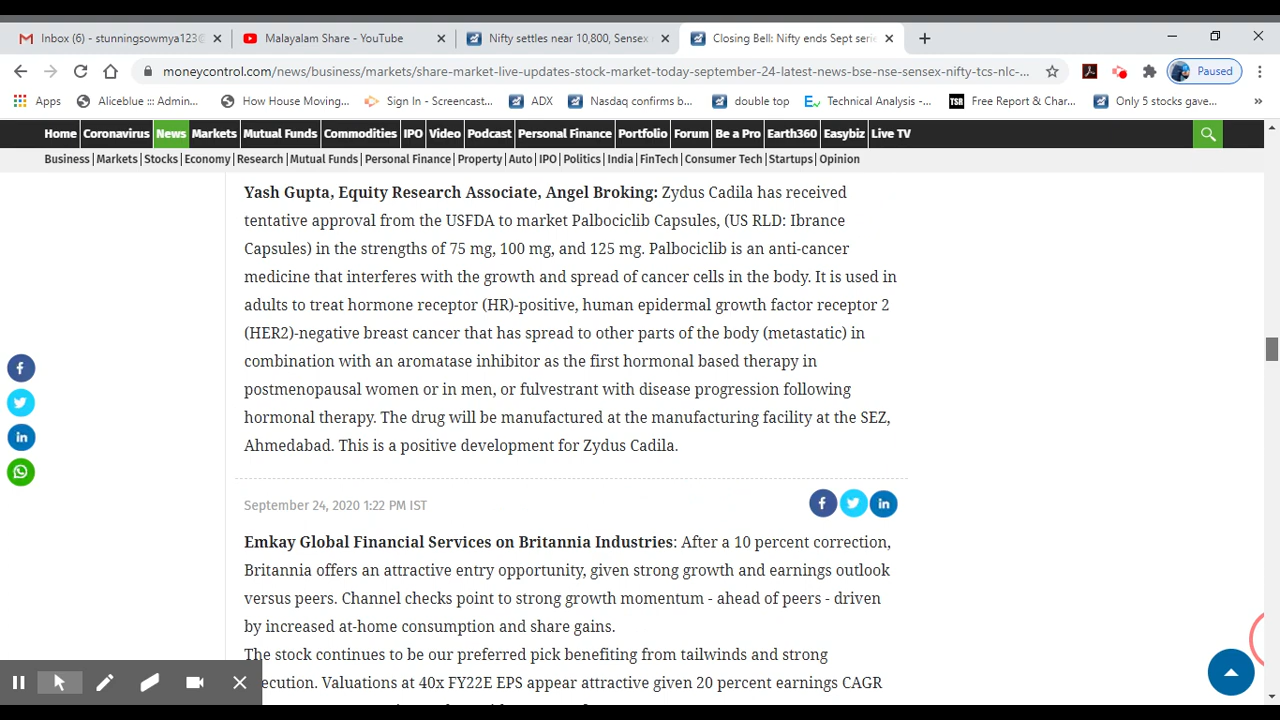 Inbox (6) - stunningsowmya123
Malayalam Share - YouTube
Nifty settles near 10,800, Sensex
Closing Bell: Nifty ends Sept serie
moneycontrol.com/news/business/markets/share-market-live-updates-stock-market-today-september-24-latest-news-bse-nse-sensex-nifty-tcs-nlc-...
Paused
Apps
Aliceblue ::: Admin...
How House Moving...
Sign In - Screencast...
ADX
Nasdaq confirms b...
double top
Technical Analysis -...
TSR
Free Report & Char...
Only 5 stocks gave...
»
Home Coronavirus News Markets Mutual Funds Commodities IPO Video Podcast Personal Finance Portfolio Forum Be a Pro Earth360 Easybiz Live TV
Business | Markets | Stocks | Economy | Research | Mutual Funds | Personal Finance | Property | Auto | IPO | Politics | India | FinTech | Consumer Tech | Startups | Opinion
Yash Gupta, Equity Research Associate, Angel Broking: Zydus Cadila has received
tentative approval from the USFDA to market Palbociclib Capsules, (US RLD: Ibrance
Capsules) in the strengths of 75 mg, 100 mg, and 125 mg. Palbociclib is an anti-cancer
medicine that interferes with the growth and spread of cancer cells in the body. It is used in
adults to treat hormone receptor (HR)-positive, human epidermal growth factor receptor 2
(HER2)-negative breast cancer that has spread to other parts of the body (metastatic) in
combination with an aromatase inhibitor as the first hormonal based therapy in
postmenopausal women or in men, or fulvestrant with disease progression following
hormonal therapy. The drug will be manufactured at the manufacturing facility at the SEZ,
Ahmedabad. This is a positive development for Zydus Cadila.
September 24, 2020 1:22 PM IST
Emkay Global Financial Services on Britannia Industries: After a 10 percent correction,
Britannia offers an attractive entry opportunity, given strong growth and earnings outlook
versus peers. Channel checks point to strong growth momentum - ahead of peers - driven
by increased at-home consumption and share gains.
The stock continues to be our preferred pick benefiting from tailwinds and strong
ecution. Valuations at 40x FY22E EPS appear attractive given 20 percent earnings CAGR